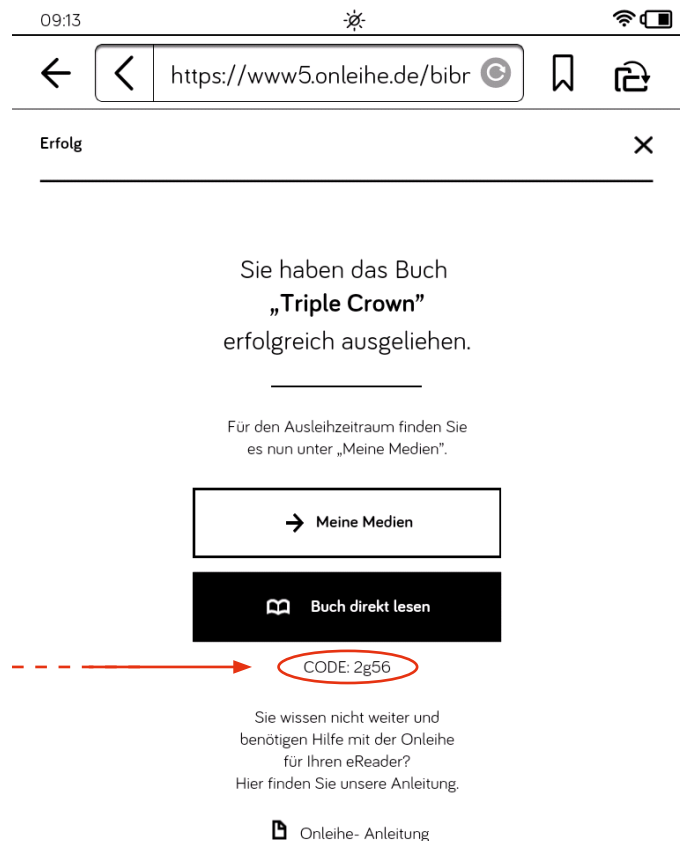 09:13
https://www5.onleihe.de/bibr
Erfolg
Sie haben das Buch
„Triple Crown”
erfolgreich ausgeliehen.
Für den Ausleihzeitraum finden Sie
es nun unter „Meine Medien”.
Meine Medien
Buch direkt lesen
CODE: 2g56
Sie wissen nicht weiter und
benötigen Hilfe mit der Onleihe
für Ihren eReader?
Hier finden Sie unsere Anleitung.
Onleihe- Anleitung